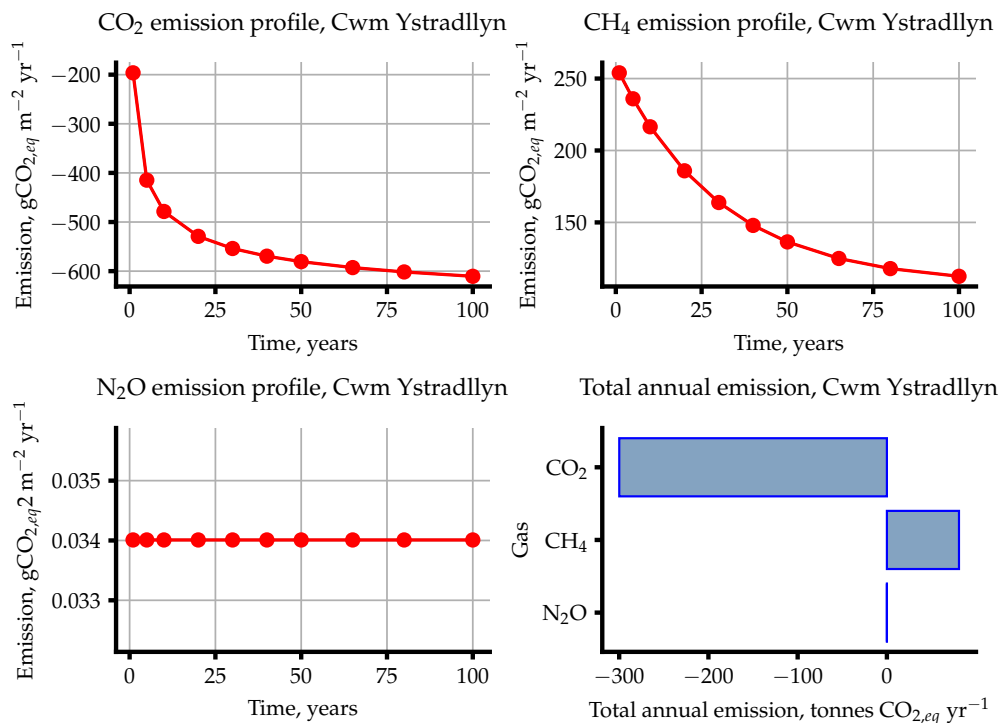 CO₂ emission profile, Cwm Ystradllyn
Emission, gCO₂,eq m⁻² yr⁻¹
−200
−300
−400
−500
−600
0 25 50 75 100
Time, years
CH₄ emission profile, Cwm Ystradllyn
Emission, gCO₂,eq m⁻² yr⁻¹
250
200
150
0 25 50 75 100
Time, years
N₂O emission profile, Cwm Ystradllyn
Emission, gCO₂,eq2 m⁻² yr⁻¹
0.035
0.034
0.033
0 25 50 75 100
Time, years
Total annual emission, Cwm Ystradllyn
Gas
CO₂
CH₄
N₂O
−300 −200 −100 0
Total annual emission, tonnes CO₂,eq yr⁻¹